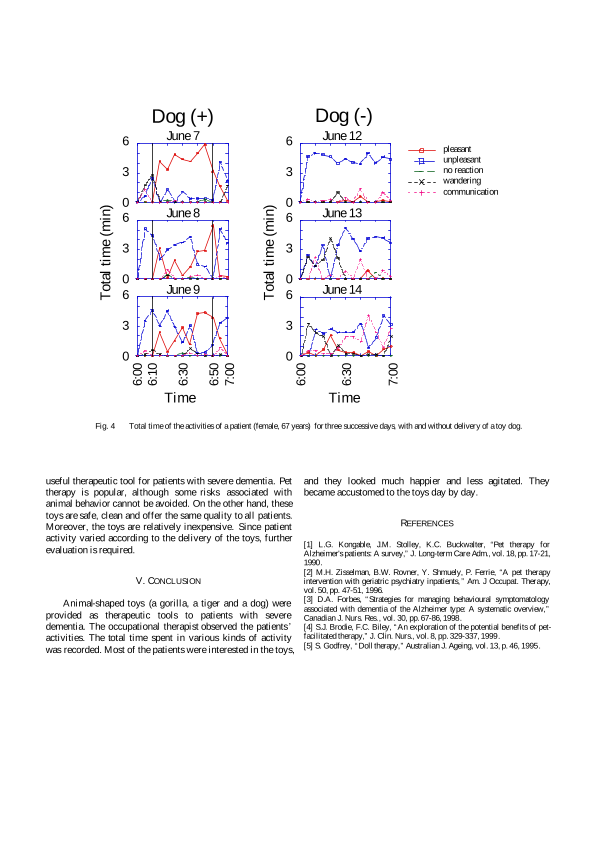 Dog (+)
Dog (-)
June 7
June 12
6
3
0
6
3
0
pleasant
unpleasant
no reaction
wandering
communication
June 8
June 13
6
3
0
6
3
0
Total time (min)
Total time (min)
June 9
June 14
6
3
0
6
3
0
6:00
6:10
6:30
6:50
7:00
6:00
6:30
7:00
Time
Time
Fig. 4 Total time of the activities of a patient (female, 67 years) for three successive days, with and without delivery of a toy dog.
useful therapeutic tool for patients with severe dementia. Pet
therapy is popular, although some risks associated with
animal behavior cannot be avoided. On the other hand, these
toys are safe, clean and offer the same quality to all patients.
Moreover, the toys are relatively inexpensive. Since patient
activity varied according to the delivery of the toys, further
evaluation is required.
V. CONCLUSION
Animal-shaped toys (a gorilla, a tiger and a dog) were
provided as therapeutic tools to patients with severe
dementia. The occupational therapist observed the patients'
activities. The total time spent in various kinds of activity
was recorded. Most of the patients were interested in the toys,
and they looked much happier and less agitated. They
became accustomed to the toys day by day.
REFERENCES
[1] L.G. Kongable, J.M. Stolley, K.C. Buckwalter, "Pet therapy for
Alzheimer's patients: A survey," J. Long-term Care Adm., vol. 18, pp. 17-21,
1990.
[2] M.H. Zisselman, B.W. Rovner, Y. Shmuely, P. Ferrie, "A pet therapy
intervention with geriatric psychiatry inpatients," Am. J Occupat. Therapy,
vol. 50, pp. 47-51, 1996.
[3] D.A. Forbes, "Strategies for managing behavioural symptomatology
associated with dementia of the Alzheimer type: A systematic overview,"
Canadian J. Nurs. Res., vol. 30, pp. 67-86, 1998.
[4] S.J. Brodie, F.C. Biley, "An exploration of the potential benefits of pet-
facilitated therapy," J. Clin. Nurs., vol. 8, pp. 329-337, 1999.
[5] S. Godfrey, "Doll therapy," Australian J. Ageing, vol. 13, p. 46, 1995.